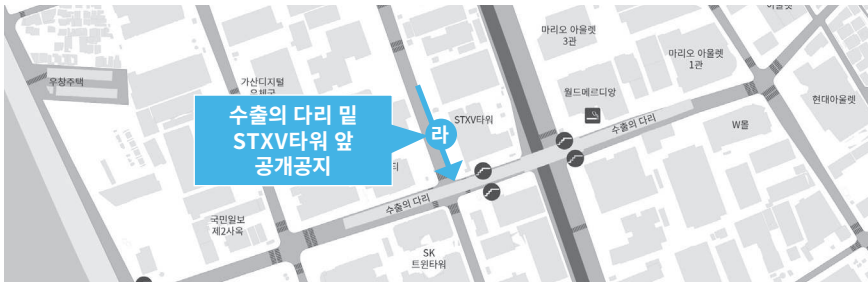 마리오 아울렛
3관
마리오 아울렛
1관
우창주택
가산디지털
우체국
월드메르디앙
현대아울렛
수출의 다리 밑
STXV타워 앞
공개공지
라
STXV타워
수출의 다리
W몰
티
수출의 다리
국민일보
제2사옥
SK
트윈타워